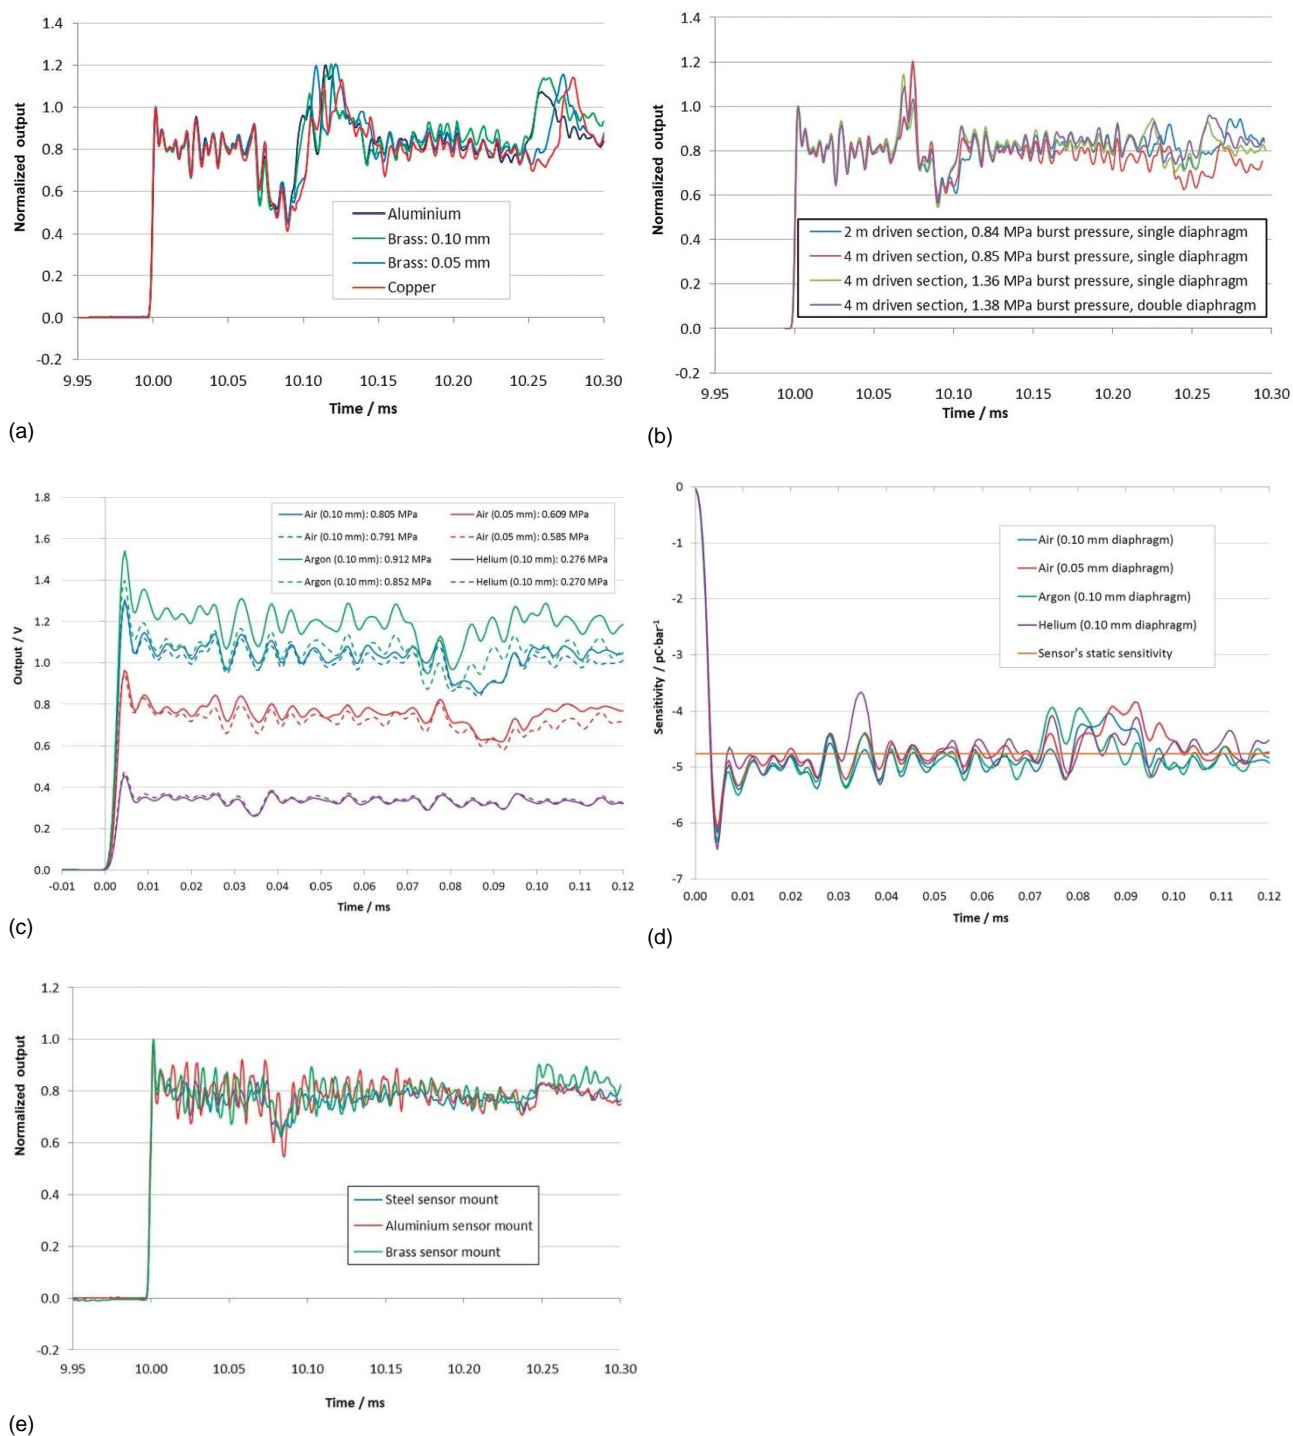 1.4
1.2
1.0
0.8
0.6
0.4
0.2
0.0
-0.2
Normalized output
Aluminium
Brass: 0.10 mm
Brass: 0.05 mm
Copper
9.95 10.00 10.05 10.10 10.15 10.20 10.25 10.30
Time / ms
(a)
1.4
1.2
1.0
0.8
0.6
0.4
0.2
0.0
-0.2
Normalized output
2 m driven section, 0.84 MPa burst pressure, single diaphragm
4 m driven section, 0.85 MPa burst pressure, single diaphragm
4 m driven section, 1.36 MPa burst pressure, single diaphragm
4 m driven section, 1.38 MPa burst pressure, double diaphragm
9.95 10.00 10.05 10.10 10.15 10.20 10.25 10.30
Time / ms
(b)
1.8
1.6
1.4
1.2
1.0
0.8
0.6
0.4
0.2
0.0
Output / V
Air (0.10 mm): 0.805 MPa Air (0.05 mm): 0.609 MPa
Air (0.10 mm): 0.791 MPa Air (0.05 mm): 0.585 MPa
Argon (0.10 mm): 0.912 MPa Helium (0.10 mm): 0.276 MPa
Argon (0.10 mm): 0.852 MPa Helium (0.10 mm): 0.270 MPa
-0.01 0.00 0.01 0.02 0.03 0.04 0.05 0.06 0.07 0.08 0.09 0.10 0.11 0.12
Time / ms
(c)
0
-1
-2
-3
-4
-5
-6
-7
Sensitivity / pC·bar⁻¹
Air (0.10 mm diaphragm)
Air (0.05 mm diaphragm)
Argon (0.10 mm diaphragm)
Helium (0.10 mm diaphragm)
Sensor's static sensitivity
0.00 0.01 0.02 0.03 0.04 0.05 0.06 0.07 0.08 0.09 0.10 0.11 0.12
Time / ms
(d)
1.2
1.0
0.8
0.6
0.4
0.2
0.0
-0.2
Normalized output
Steel sensor mount
Aluminium sensor mount
Brass sensor mount
9.95 10.00 10.05 10.10 10.15 10.20 10.25 10.30
Time / ms
(e)